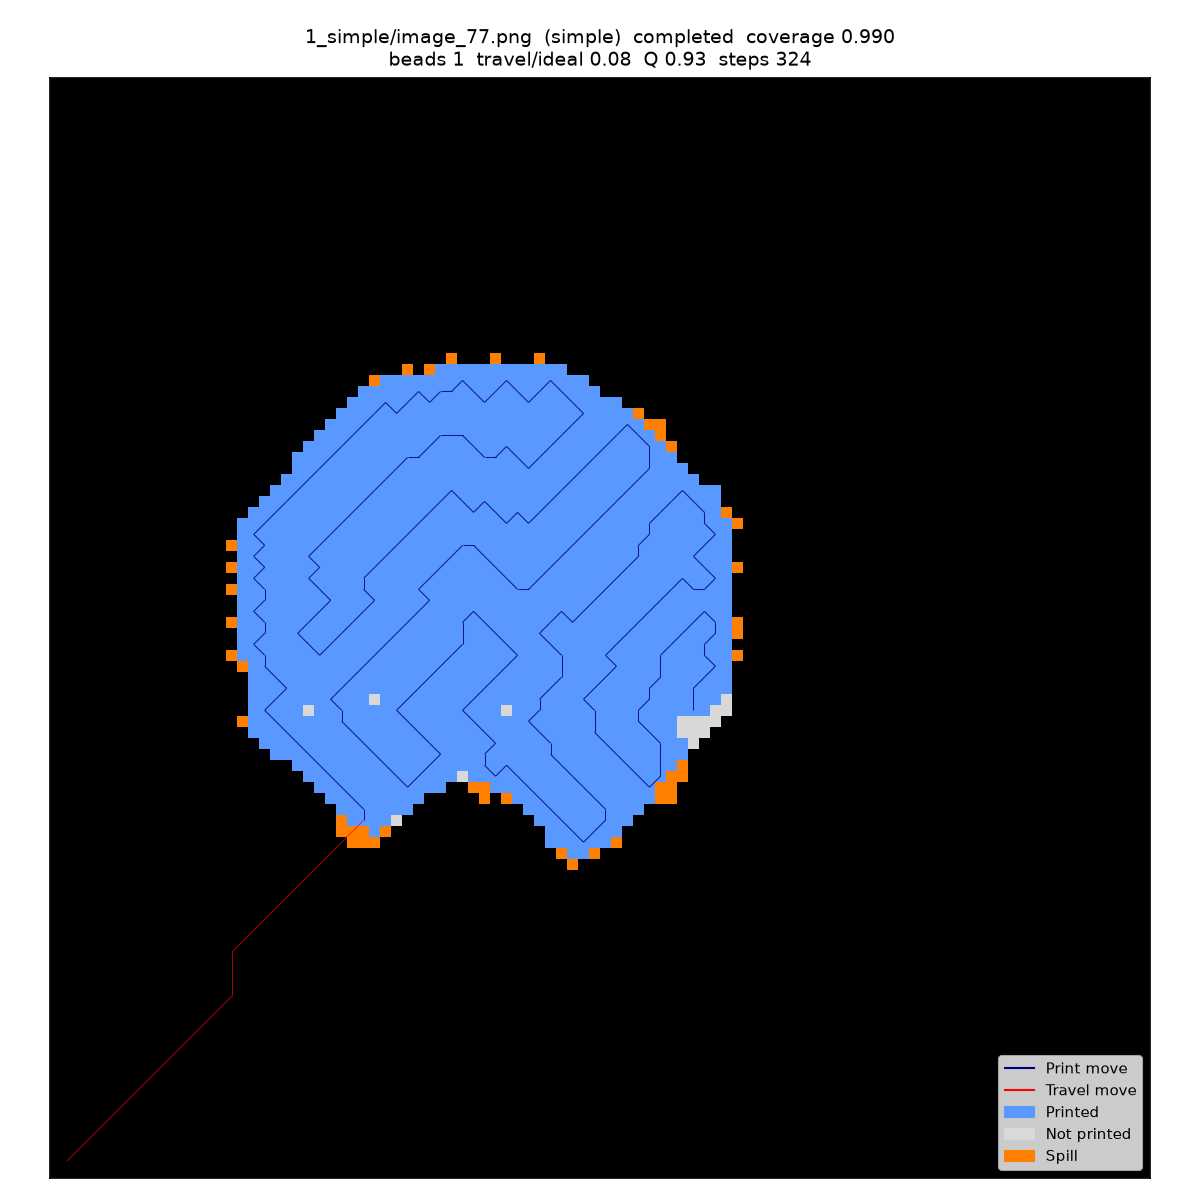 1_simple/image_77.png  (simple)  completed  coverage 0.990
beads 1  travel/ideal 0.08  Q 0.93  steps 324
Print move
Travel move
Printed
Not printed
Spill